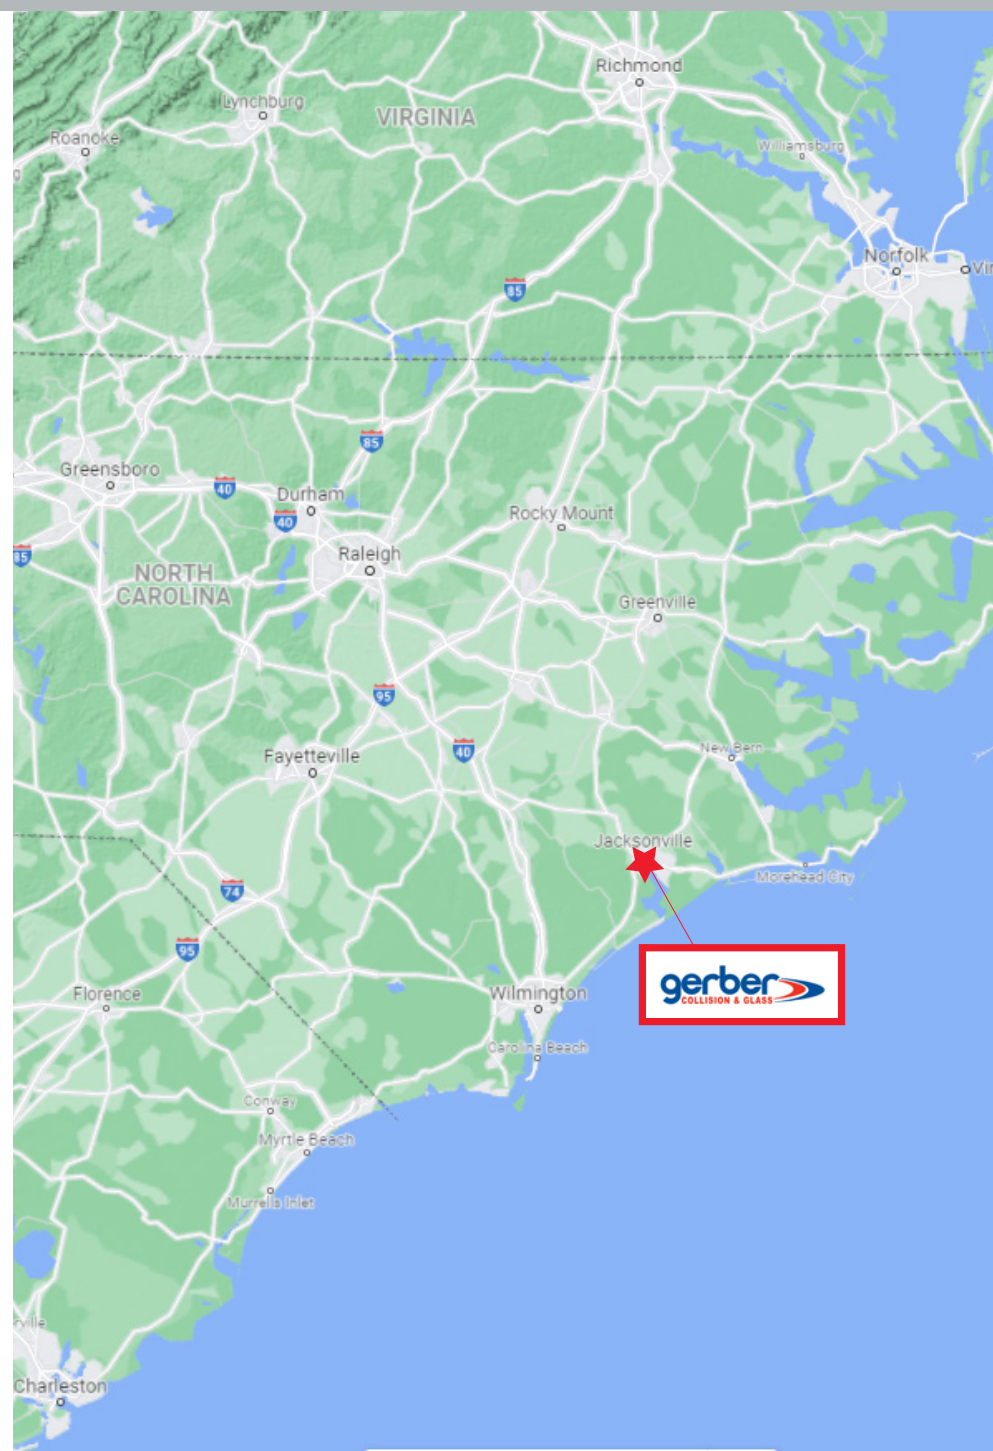 Richmond
Lynchburg
VIRGINIA
Roanoke
Williamsburg
Norfolk
Vir
85
85
Greensboro
40
Durham
40
Rocky Mount
85
Raleigh
NORTH
CAROLINA
Greenville
95
40
New Bern
Fayetteville
Jacksonville
Morehead City
74
95
gerber
COLLISION & GLASS
Florence
Wilmington
Carolina Beach
Conway
Myrtle Beach
Murrells Inlet
rville
Charleston